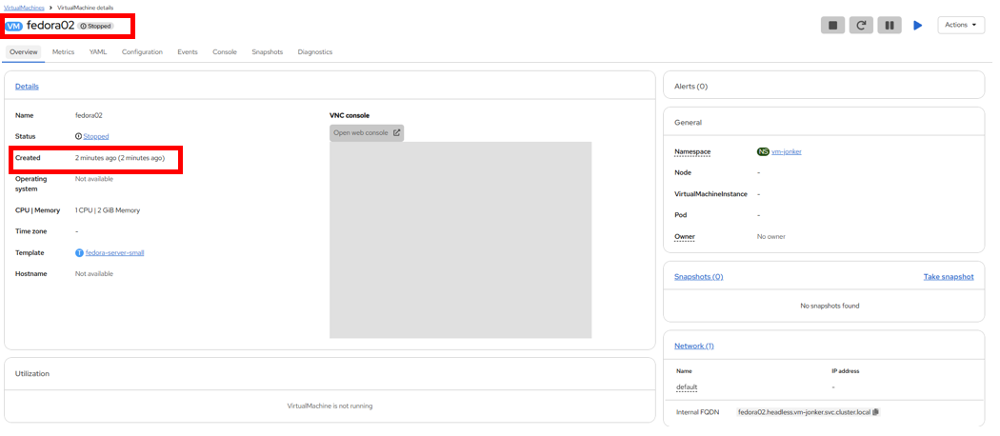 VirtualMachines > VirtualMachine details
VM fedora02 Stopped
Actions
Overview Metrics YAML Configuration Events Console Snapshots Diagnostics
Details
Name fedora02
Status Stopped
Created 2 minutes ago (2 minutes ago)
Operating system Not available
CPU | Memory 1 CPU | 2 GiB Memory
Time zone -
Template T fedora-server-small
Hostname Not available
VNC console
Open web console
Utilization
VirtualMachine is not running
Alerts (0)
General
Namespace NS vm-jonker
Node -
VirtualMachineInstance -
Pod -
Owner No owner
Snapshots (0) Take snapshot
No snapshots found
Network (1)
Name IP address
default -
Internal FQDN fedora02.headless.vm-jonker.svc.cluster.local